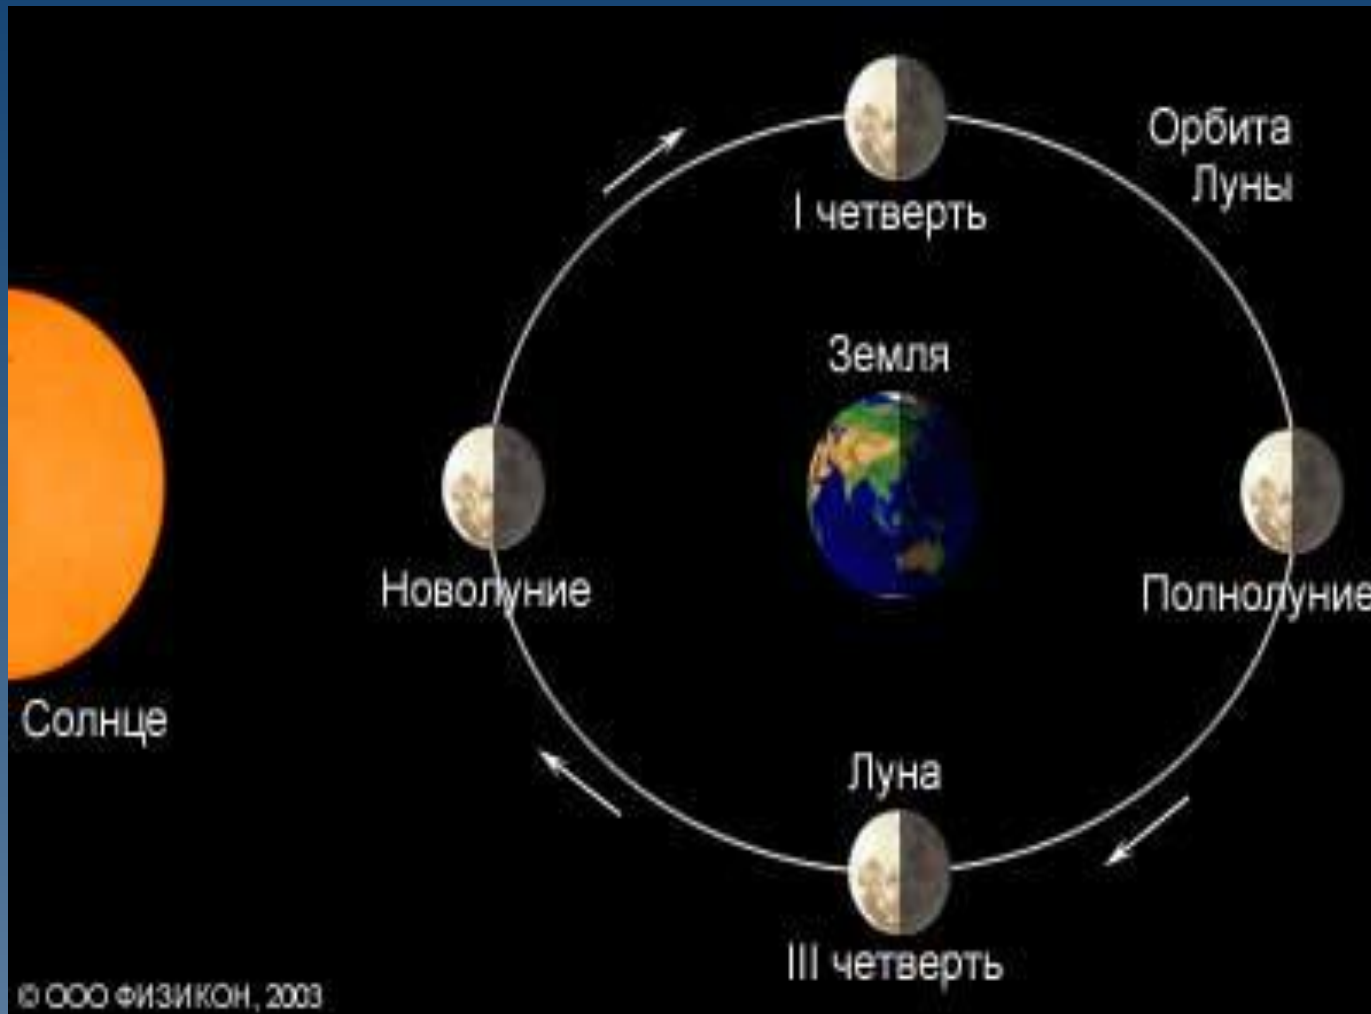 Орбита
Луны
I четверть
Земля
Новолуние
Полнолуние
Солнце
Луна
III четверть
© ООО ФИЗИКОН, 2003